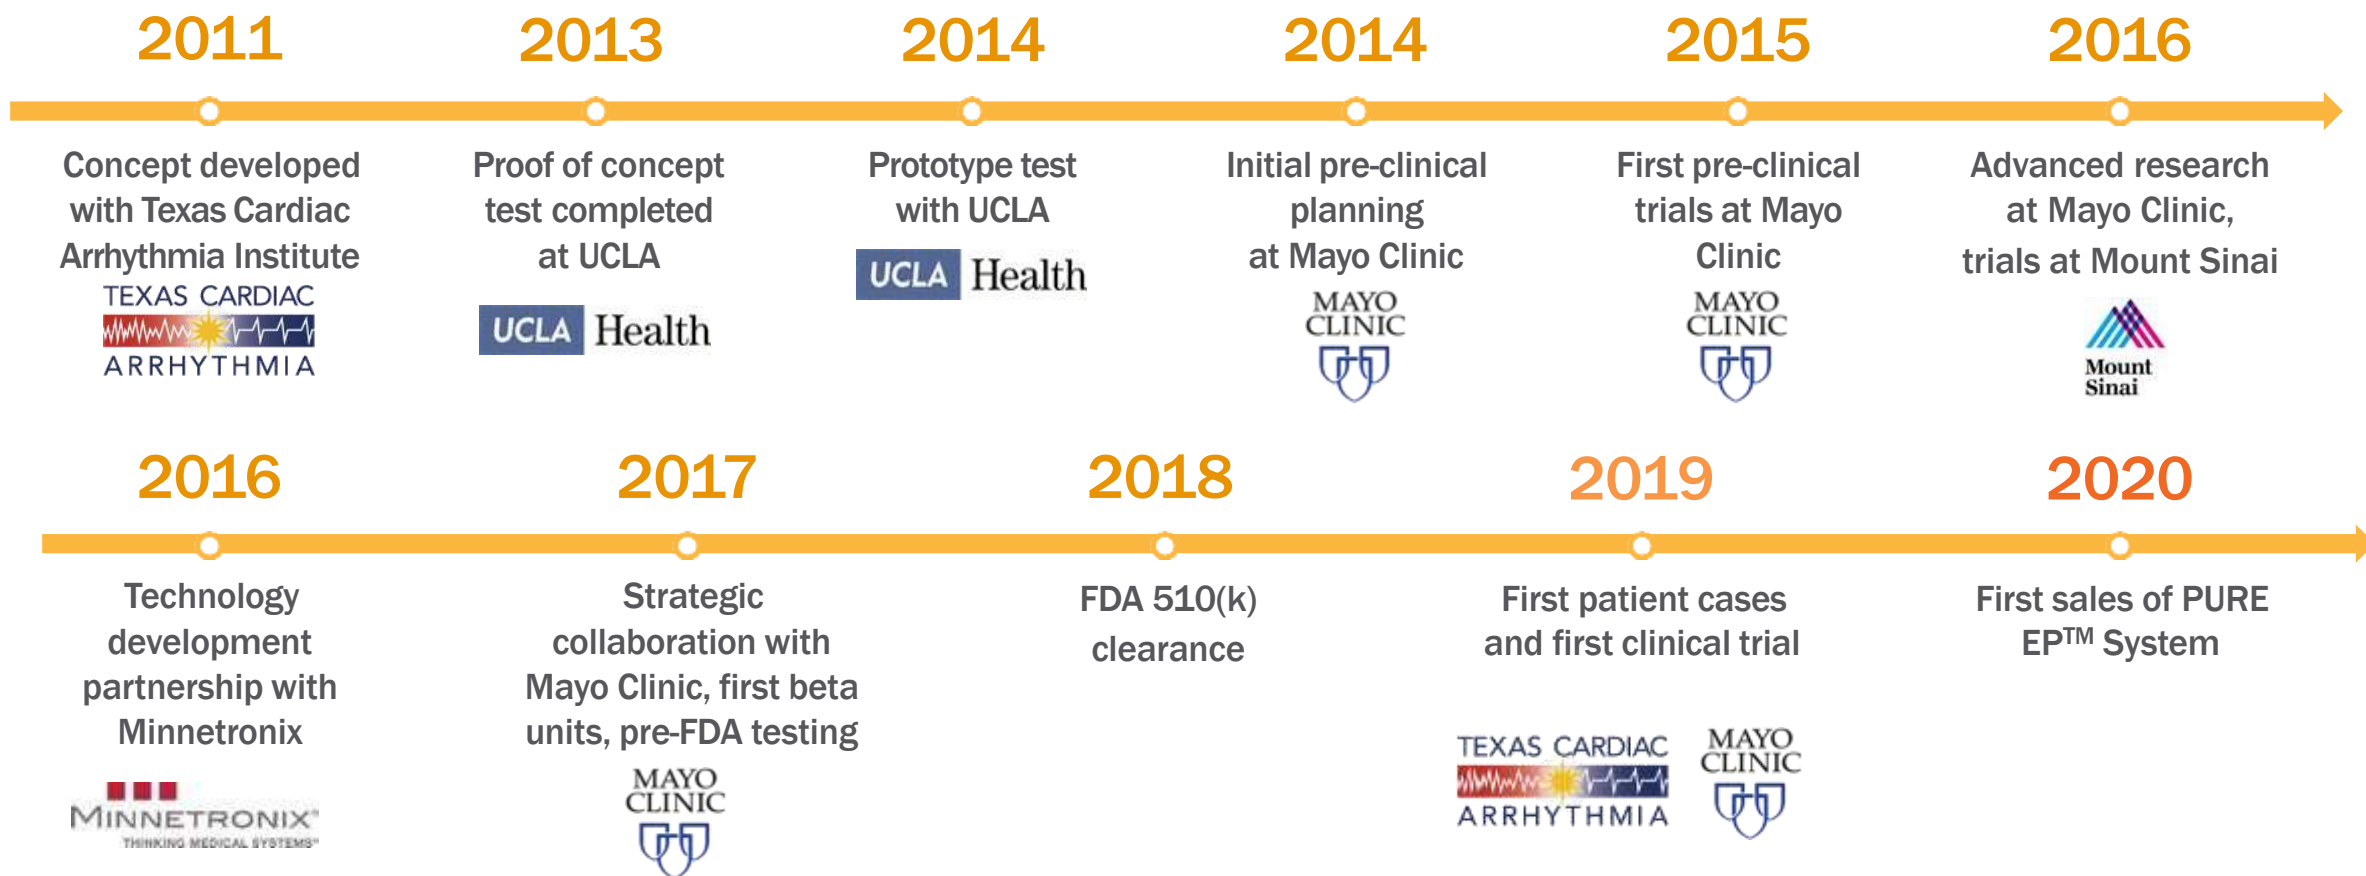 2011
Concept developed
with Texas Cardiac
Arrhythmia Institute
TEXAS CARDIAC
ARRHYTHMIA
2013
Proof of concept
test completed
at UCLA
UCLA Health
2014
Prototype test
with UCLA
UCLA Health
2014
Initial pre-clinical
planning
at Mayo Clinic
MAYO
CLINIC
2015
First pre-clinical
trials at Mayo
Clinic
MAYO
CLINIC
2016
Advanced research
at Mayo Clinic,
trials at Mount Sinai
Mount
Sinai
2016
Technology
development
partnership with
Minnetronix
MINNETRONIX™
THINKING MEDICAL SYSTEMS™
2017
Strategic
collaboration with
Mayo Clinic, first beta
units, pre-FDA testing
MAYO
CLINIC
2018
FDA 510(k)
clearance
2019
First patient cases
and first clinical trial
TEXAS CARDIAC
ARRHYTHMIA
MAYO
CLINIC
2020
First sales of PURE
EP™ System